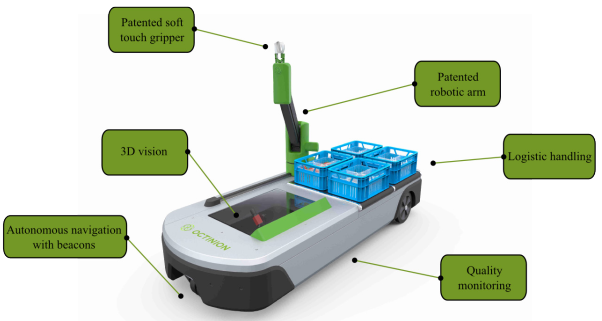 Patented soft
touch gripper
Patented
robotic arm
3D vision
Logistic handling
Autonomous navigation
with beacons
OCTINION
Quality
monitoring